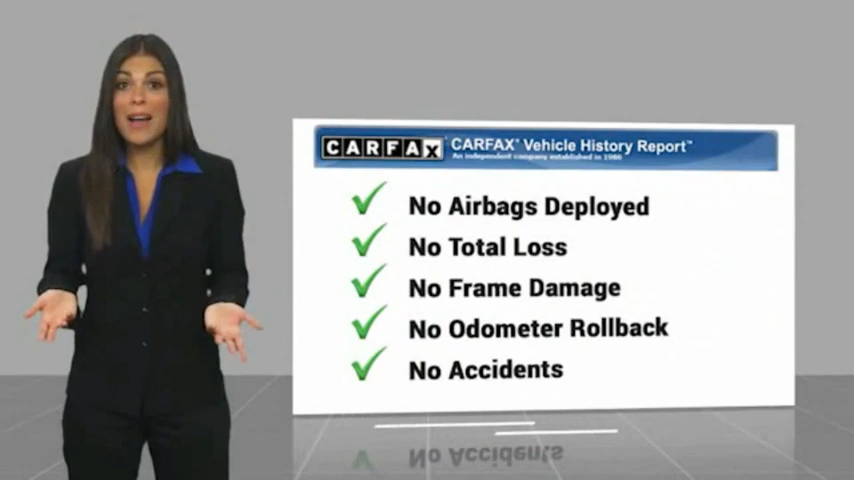 CARFAX CARFAX® Vehicle History Report™
An independent company established in 1986
No Airbags Deployed
No Total Loss
No Frame Damage
No Odometer Rollback
No Accidents
No Accidents